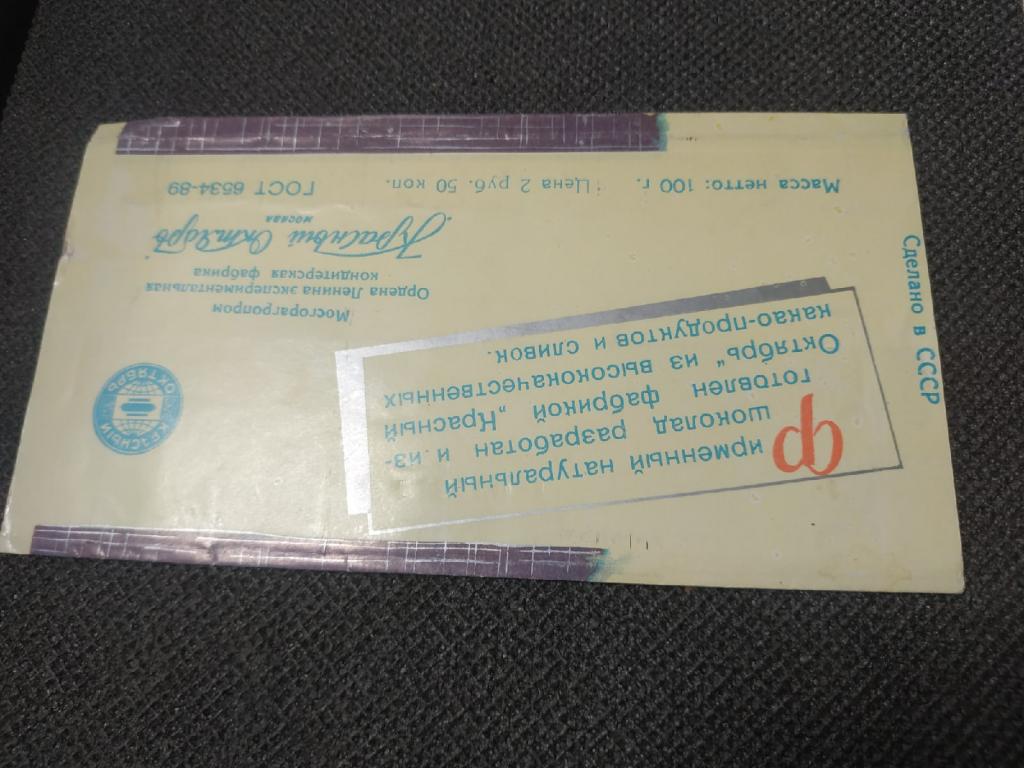 Фирменный натуральный
шоколад разработан и из-
готовлен фабрикой „Красный
Октябрь" из высококачественных
какао-продуктов и сливок.
Мосгорагропром
Ордена Ленина экспериментальная
кондитерская фабрика
Красный Октябрь
МОСКВА
Масса нетто: 100 г.
Цена 2 руб. 50 коп.
ГОСТ 6534-89
КРАСНЫЙ ОКТЯБРЬ
Сделано в СССР